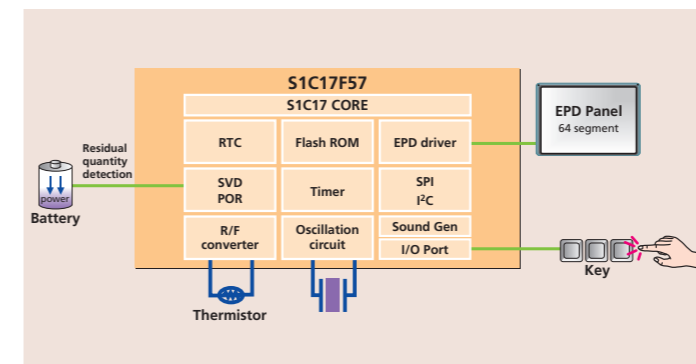 S1C17F57
S1C17 CORE
RTC
Flash ROM
EPD driver
EPD Panel
64 segment
Residual
quantity
detection
SVD
POR
Timer
SPI
I²C
power
Battery
R/F
converter
Oscillation
circuit
Sound Gen
I/O Port
Key
Thermistor